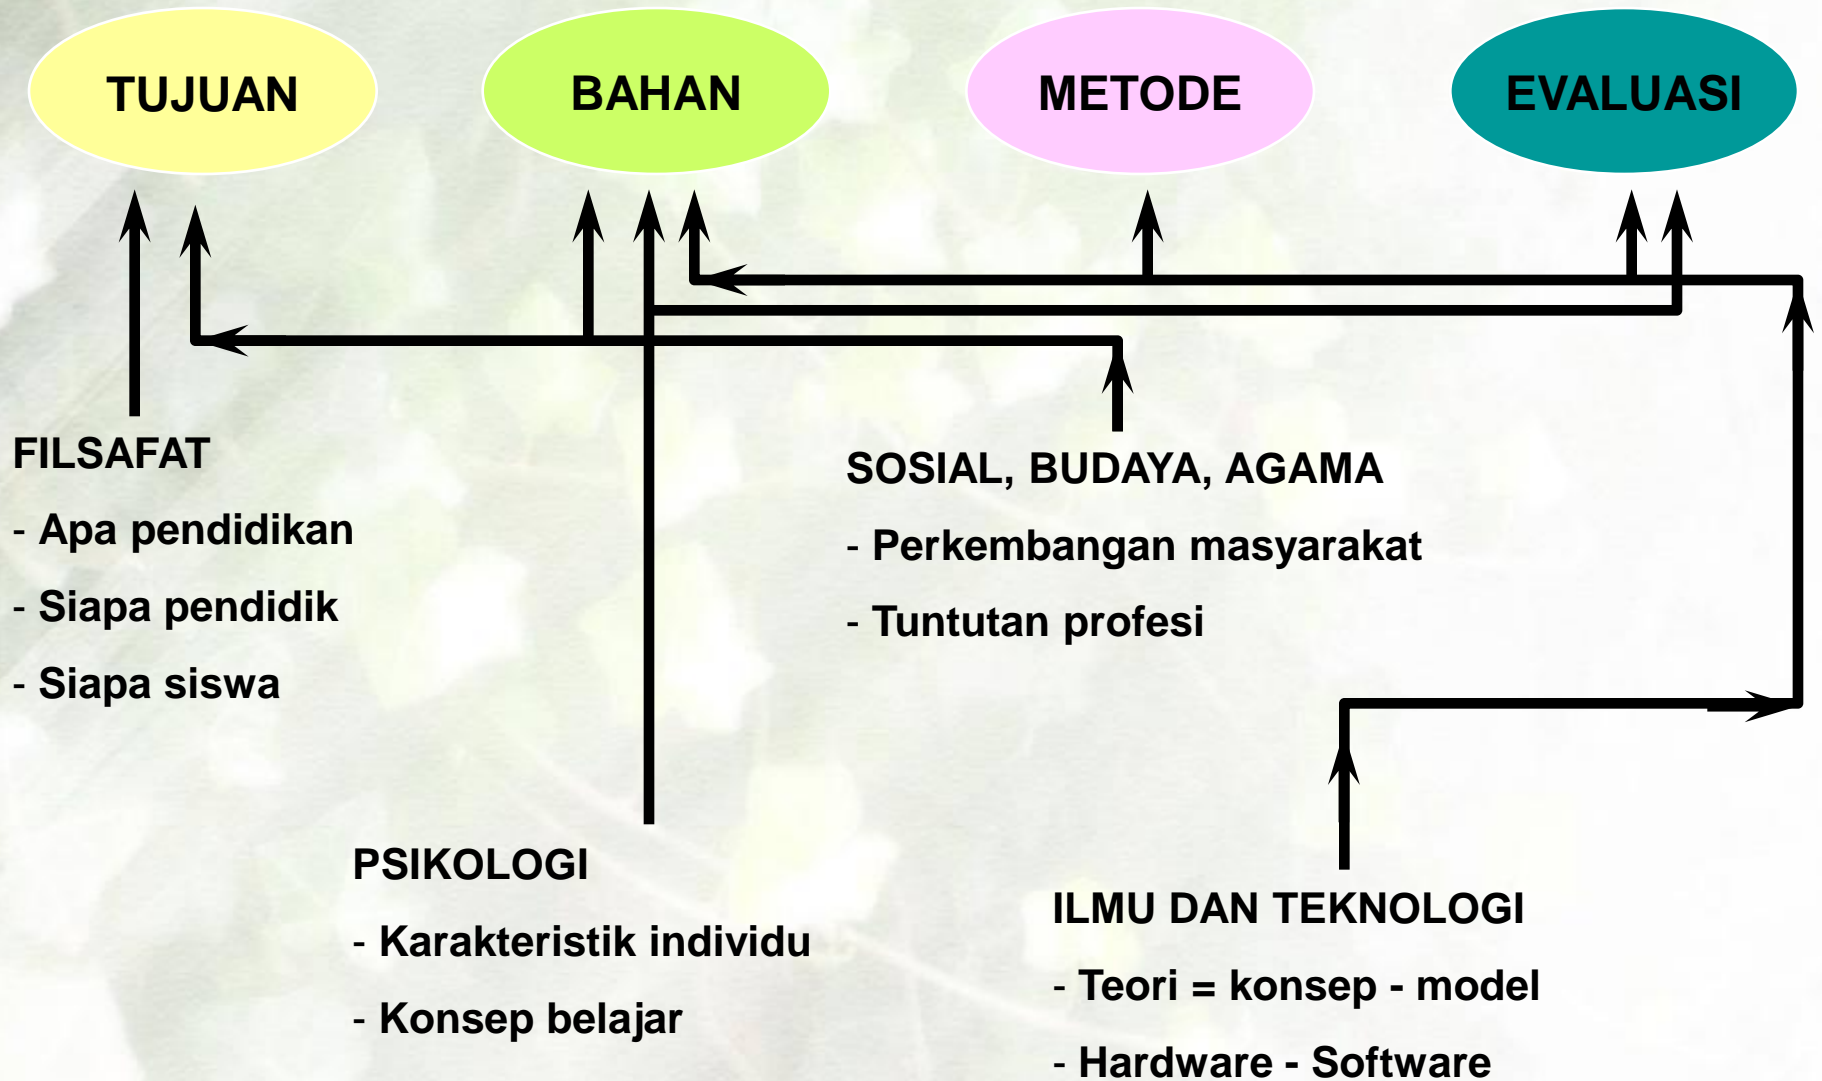 TUJUAN
BAHAN
METODE
EVALUASI
FILSAFAT
- Apa pendidikan
- Siapa pendidik
- Siapa siswa
SOSIAL, BUDAYA, AGAMA
- Perkembangan masyarakat
- Tuntutan profesi
PSIKOLOGI
- Karakteristik individu
- Konsep belajar
ILMU DAN TEKNOLOGI
- Teori = konsep - model
- Hardware - Software